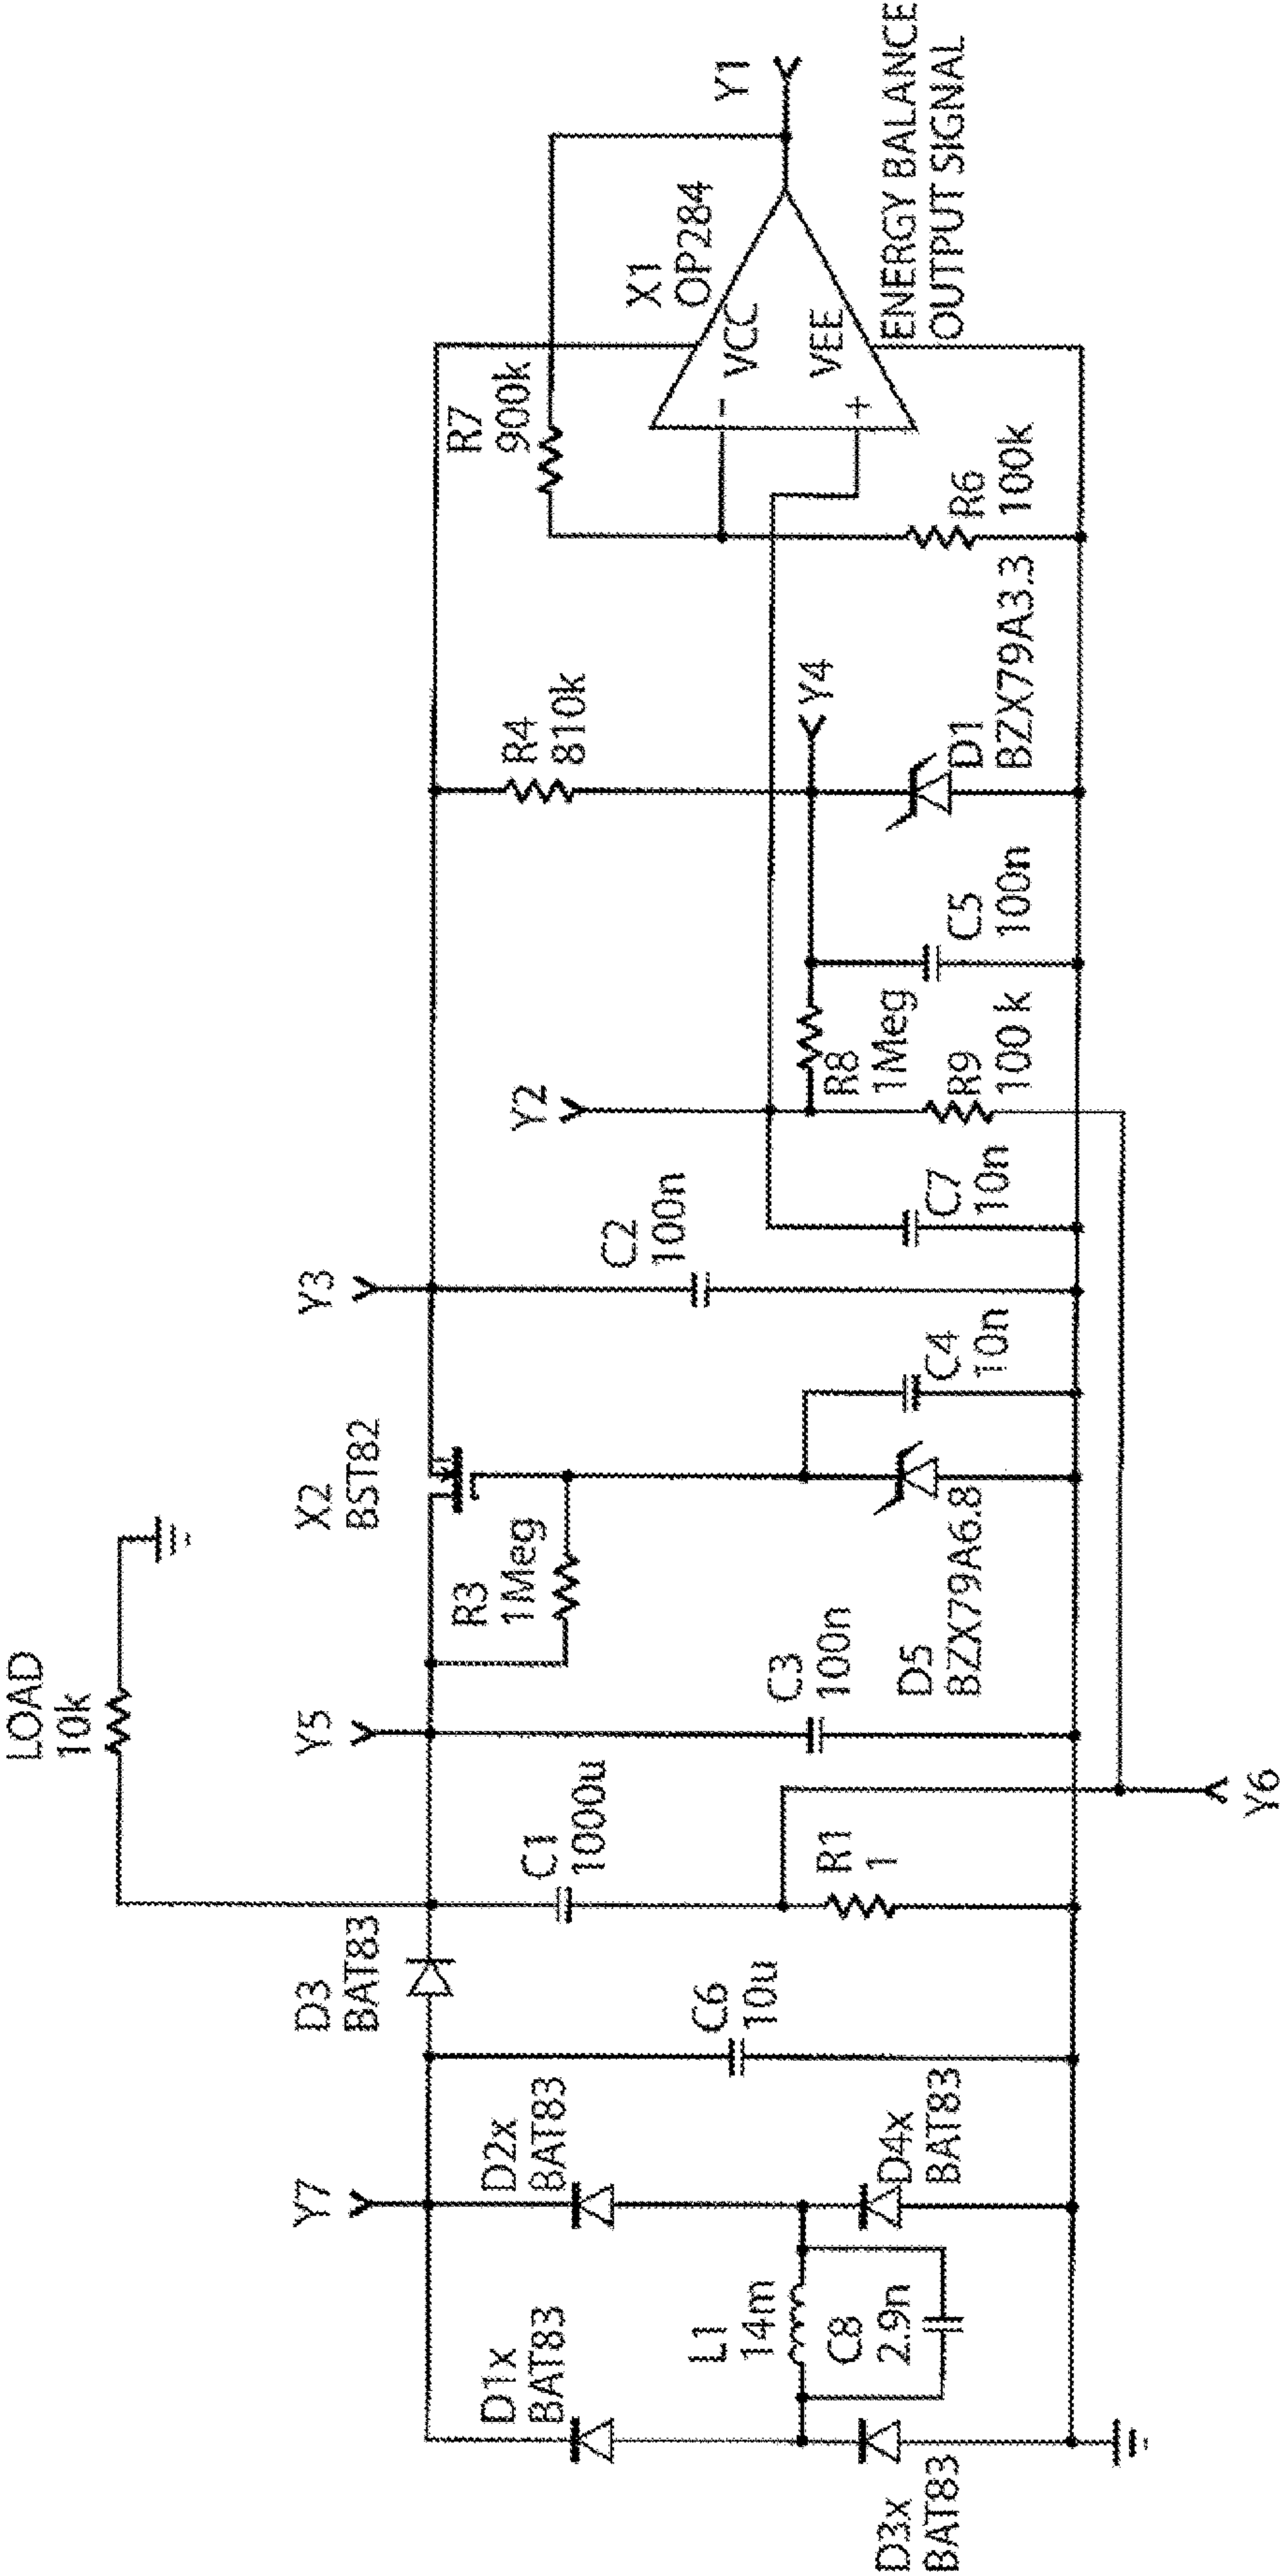 LOAD
10k
Y7
D3
BAT83
Y5
X2
BST82
Y3
D1x
BAT83
D2x
BAT83
C1
1000u
R3
1Meg
Y2
R4
810k
R7
900k
C2
100n
X1
OP284
Y1
L1
14m
C6
10u
C3
100n
VCC
-
C8
2.9n
R1
1
R8
1Meg
Y4
VEE
+
D3x
BAT83
D4x
BAT83
D5
BZX79A6.8
C4
10n
C7
10n
R9
100 k
C5
100n
D1
BZX79A3.3
R6
100k
ENERGY BALANCE
OUTPUT SIGNAL
Y6